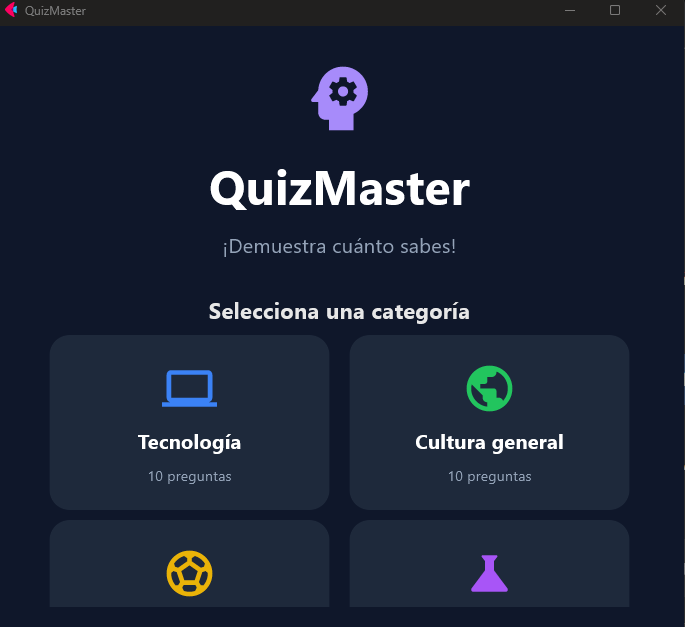 QuizMaster
QuizMaster
¡Demuestra cuánto sabes!
Selecciona una categoría
Tecnología
10 preguntas
Cultura general
10 preguntas